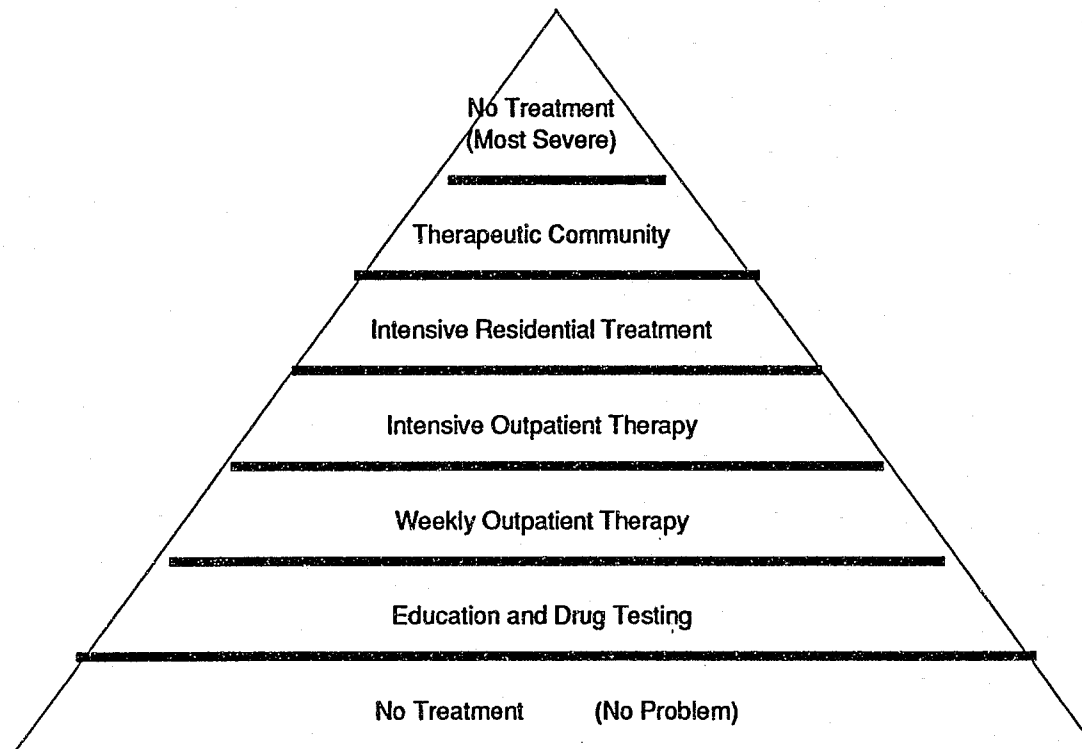 No Treatment
(Most Severe)
Therapeutic Community
Intensive Residential Treatment
Intensive Outpatient Therapy
Weekly Outpatient Therapy
Education and Drug Testing
No Treatment (No Problem)